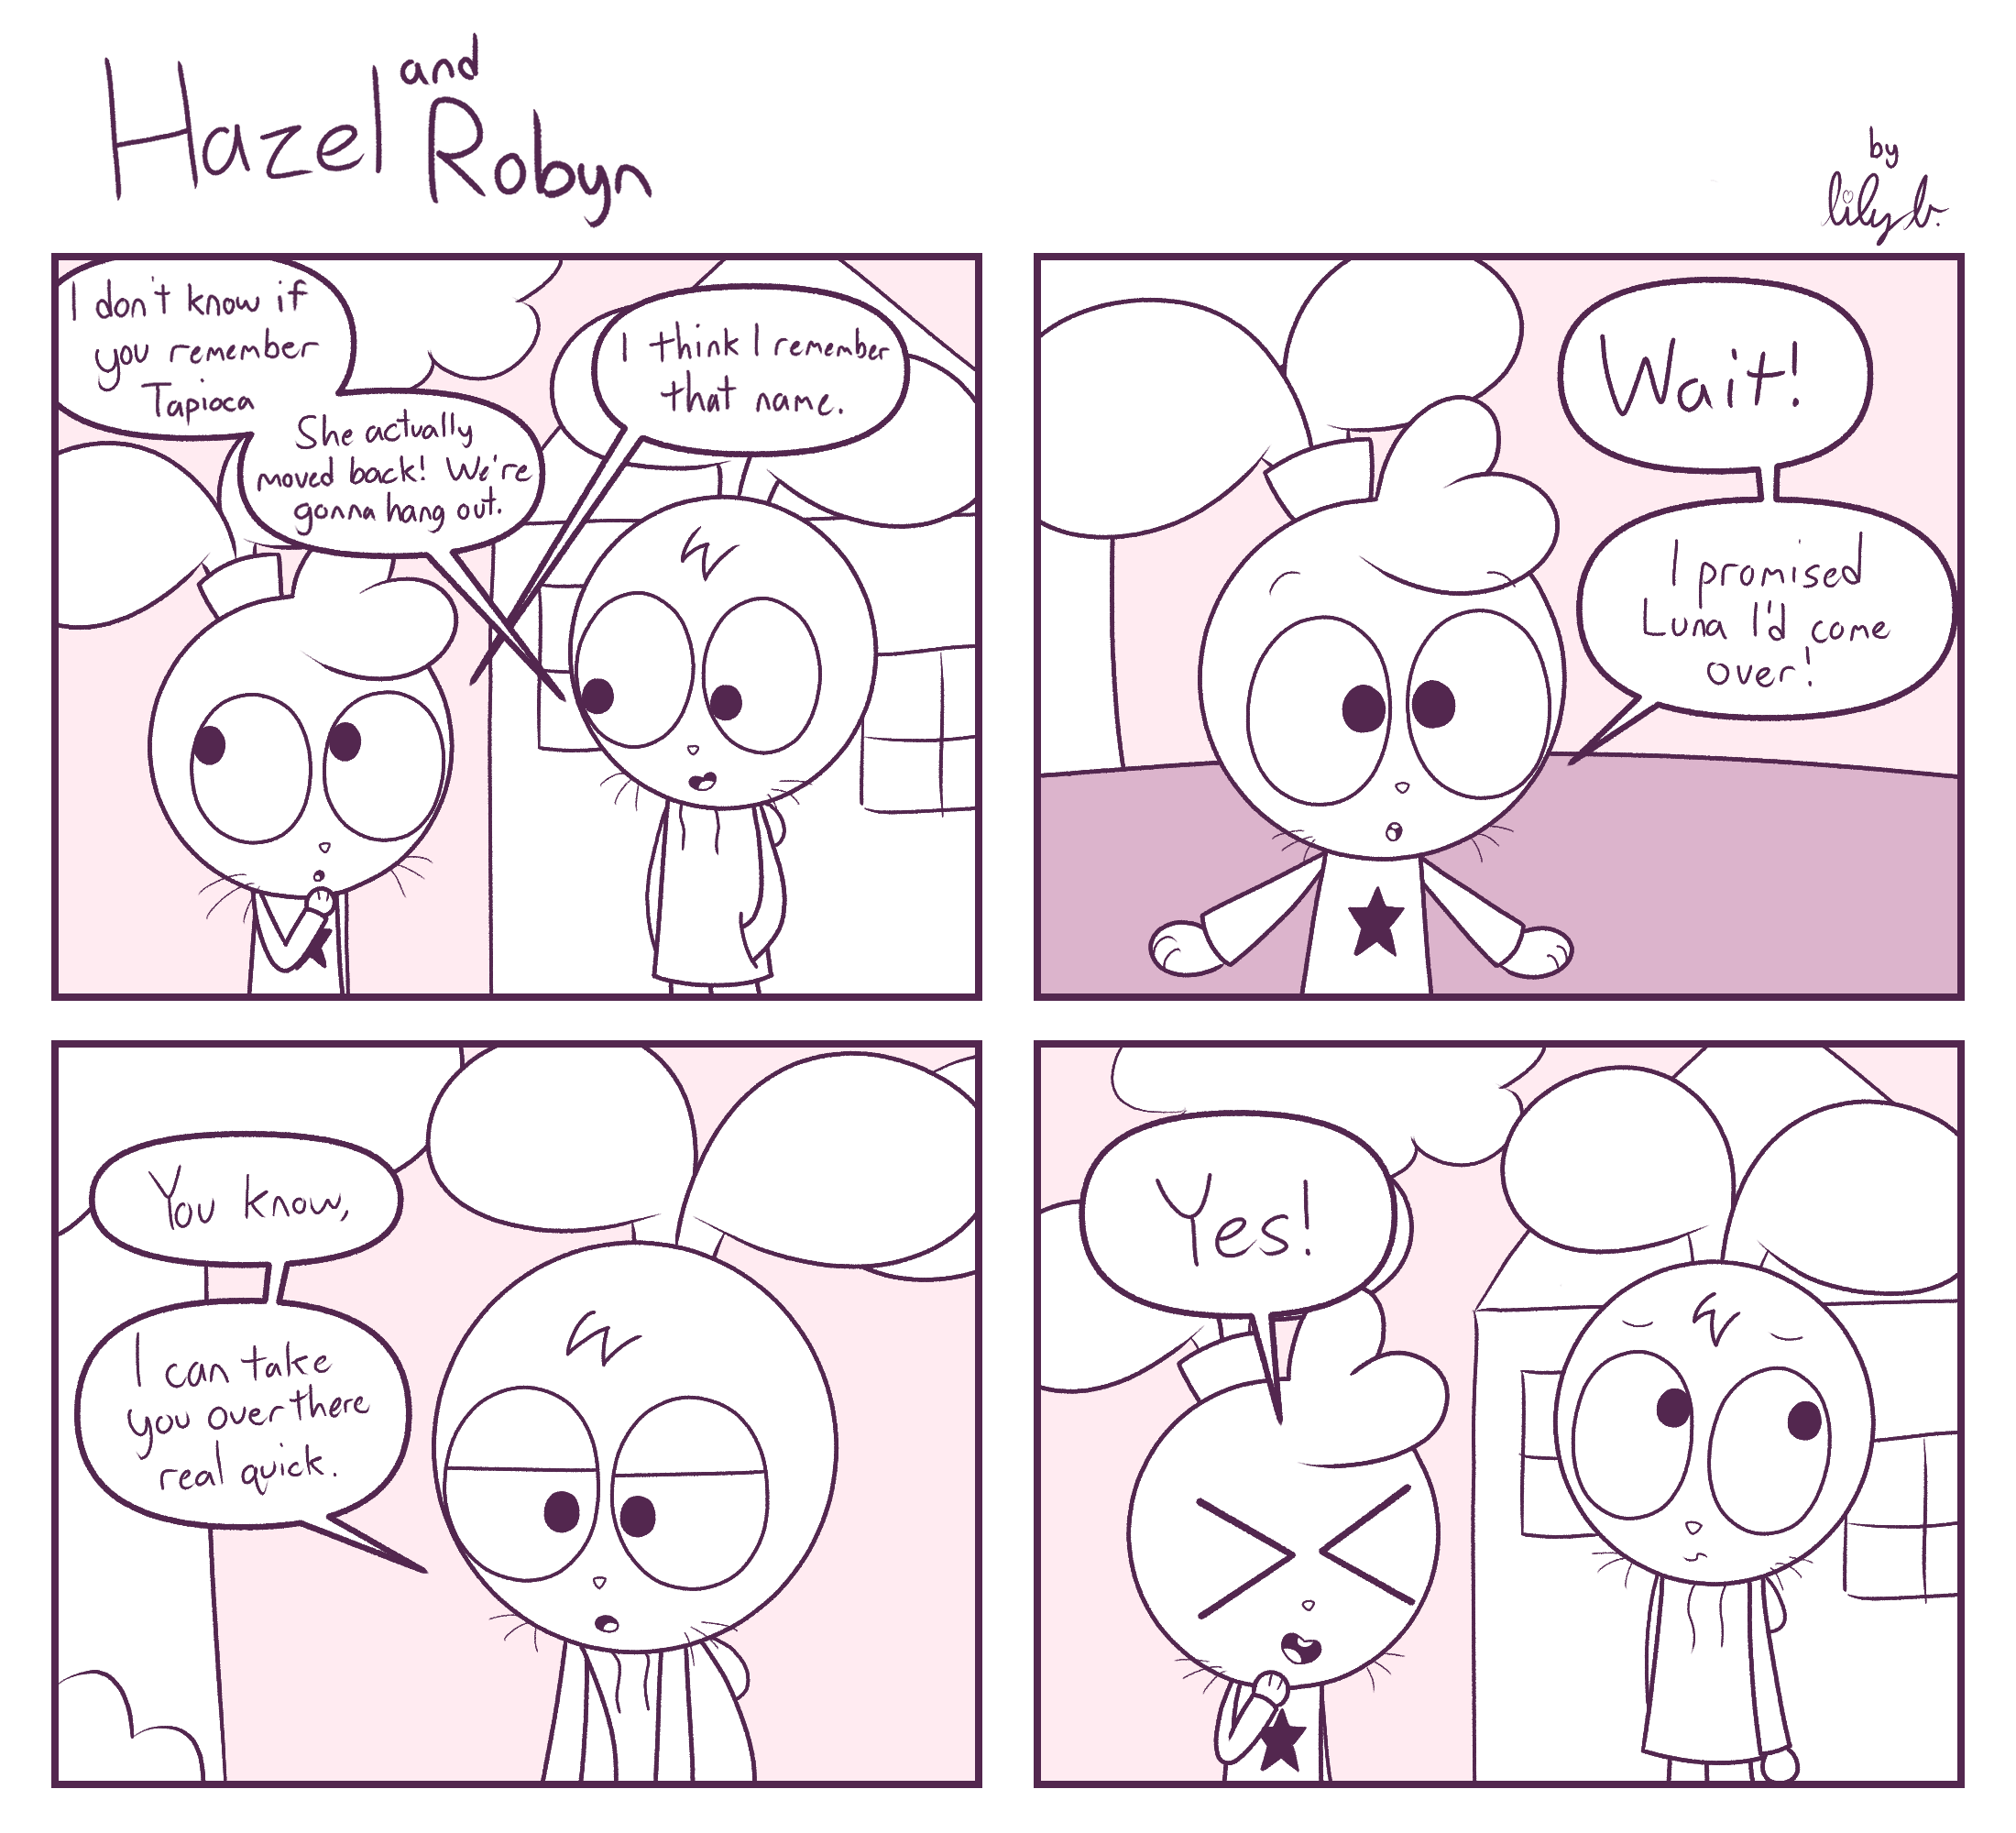 Hazel and Robyn
by
lily b.
I don't know if
you remember
Tapioca
She actually
moved back! We're
gonna hang out.
I think I remember
that name.
Wait!
I promised
Luna I'd come
over!
You know,
I can take
you over there
real quick.
Yes!